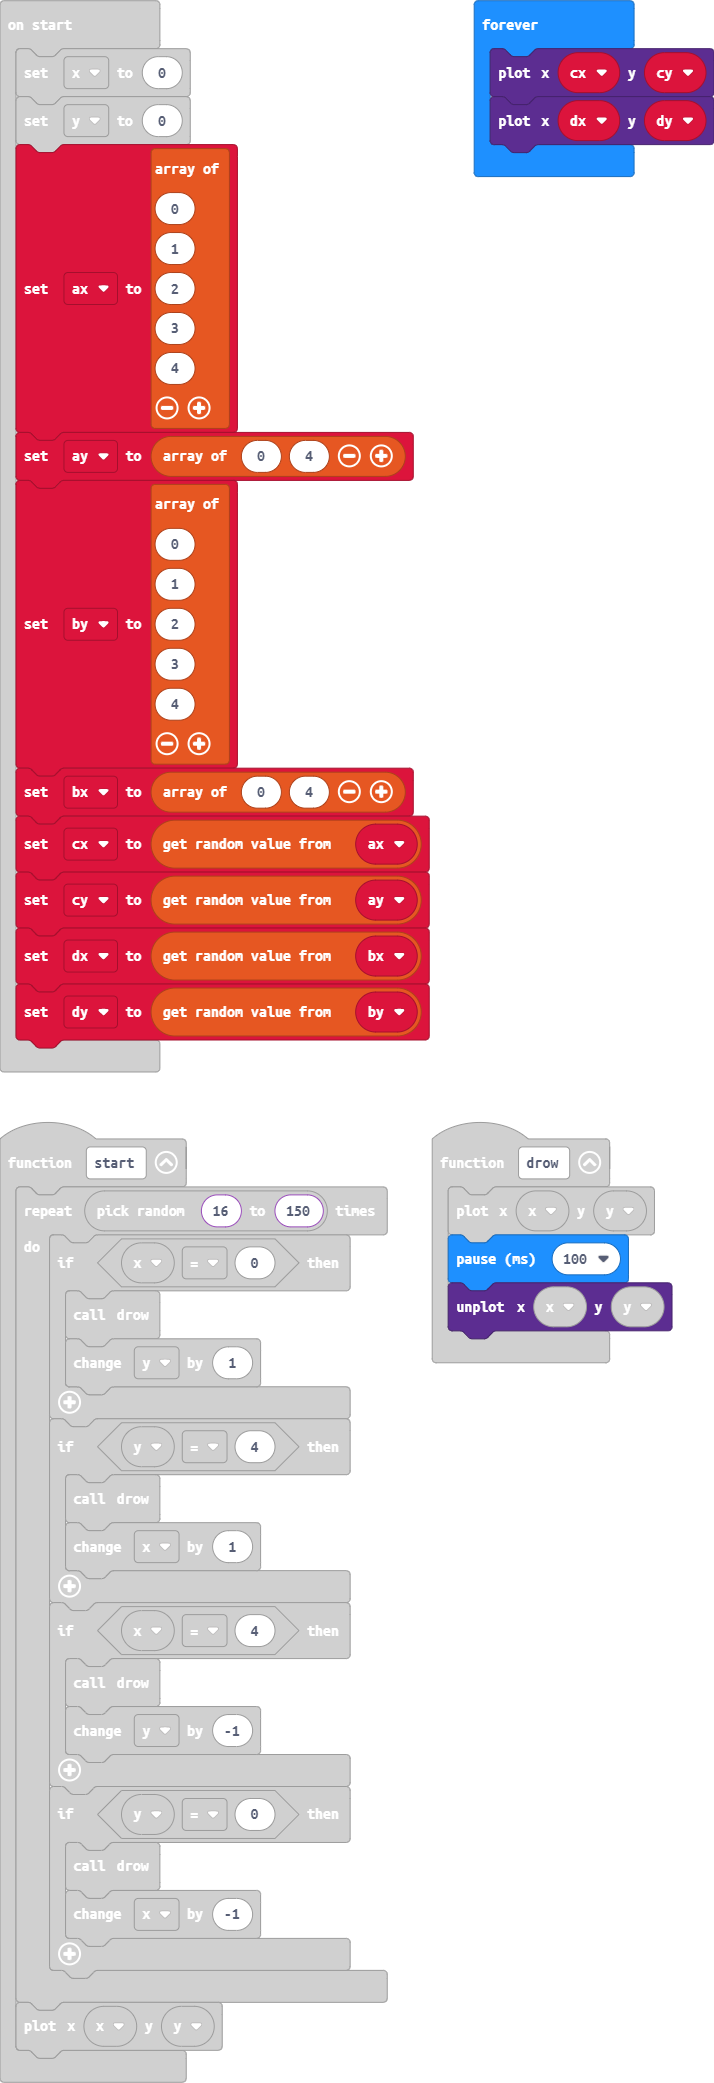 on start
set x to 0
set y to 0
set ax to array of
0
1
2
3
4
set ay to array of 0 4
set by to array of
0
1
2
3
4
set bx to array of 0 4
set cx to get random value from ax
set cy to get random value from ay
set dx to get random value from bx
set dy to get random value from by
forever
plot x cx y cy
plot x dx y dy
function start
repeat pick random 16 to 150 times
do
if x = 0 then
call drow
change y by 1
if y = 4 then
call drow
change x by 1
if x = 4 then
call drow
change y by -1
if y = 0 then
call drow
change x by -1
plot x x y y
function drow
plot x x y y
pause (ms) 100
unplot x x y y